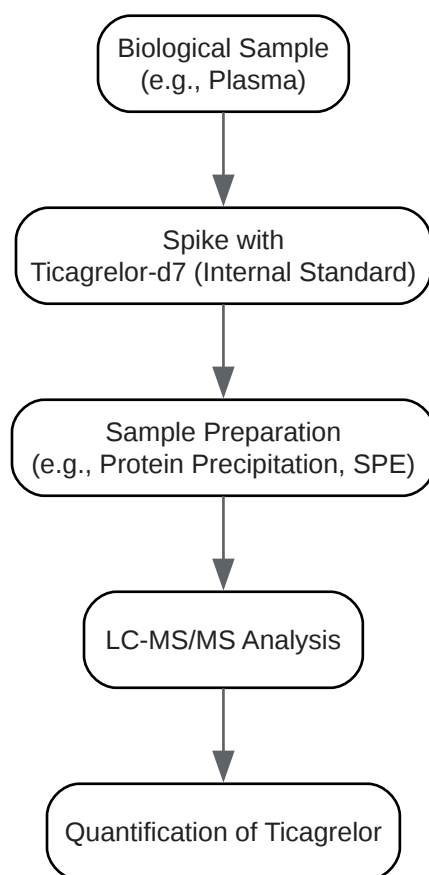 Biological Sample
(e.g., Plasma)
Spike with
Ticagrelor-d7 (Internal Standard)
Sample Preparation
(e.g., Protein Precipitation, SPE)
LC-MS/MS Analysis
Quantification of Ticagrelor